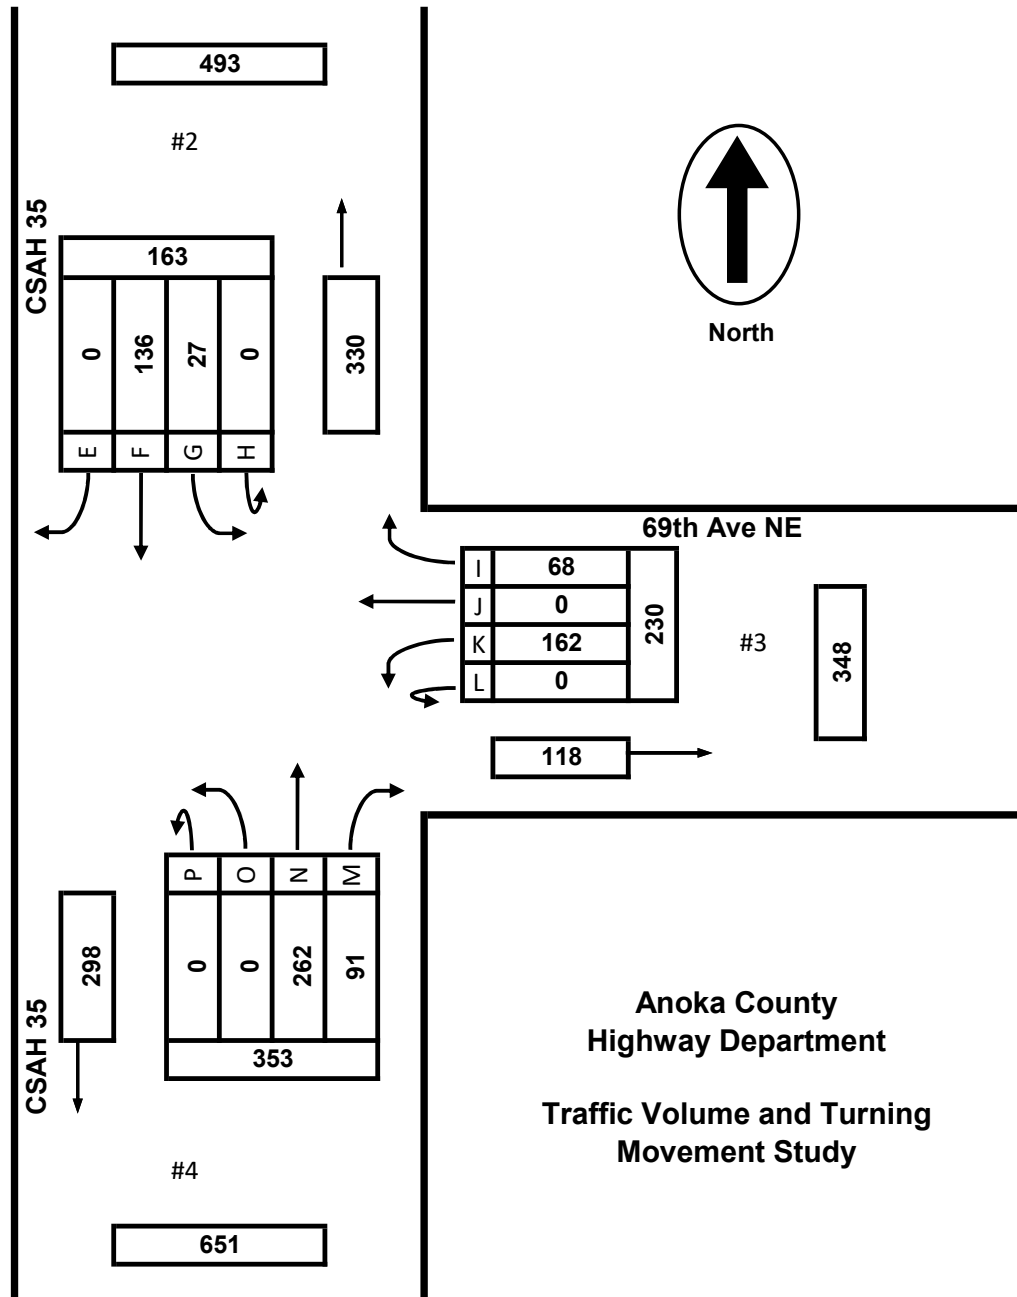 493
#2
CSAH 35
163
0
136
27
0
E
F
G
H
330
North
69th Ave NE
I
68
J
0
K
162
L
0
230
#3
348
118
P
O
N
M
0
0
262
91
353
298
CSAH 35
#4
651
Anoka County
Highway Department
Traffic Volume and Turning
Movement Study